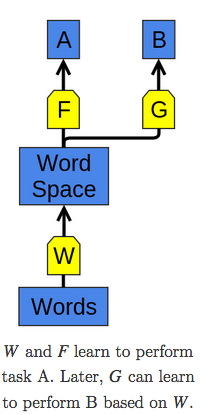 A B
F G
Word
Space
W
Words
W and F learn to perform
task A. Later, G can learn
to perform B based on W.